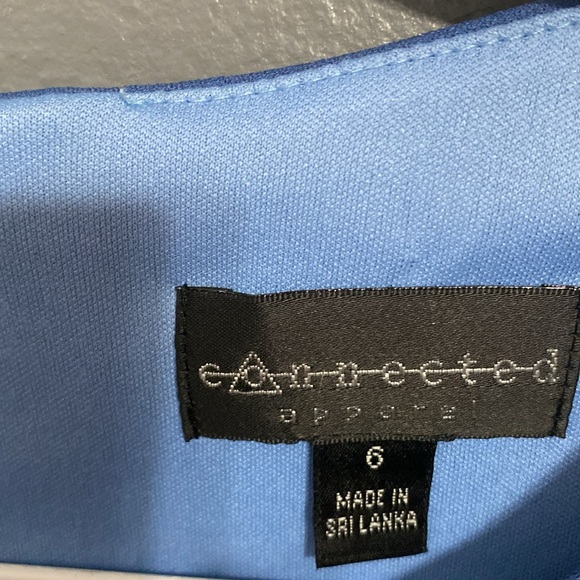 connected
apparel
6
MADE IN
SRI LANKA